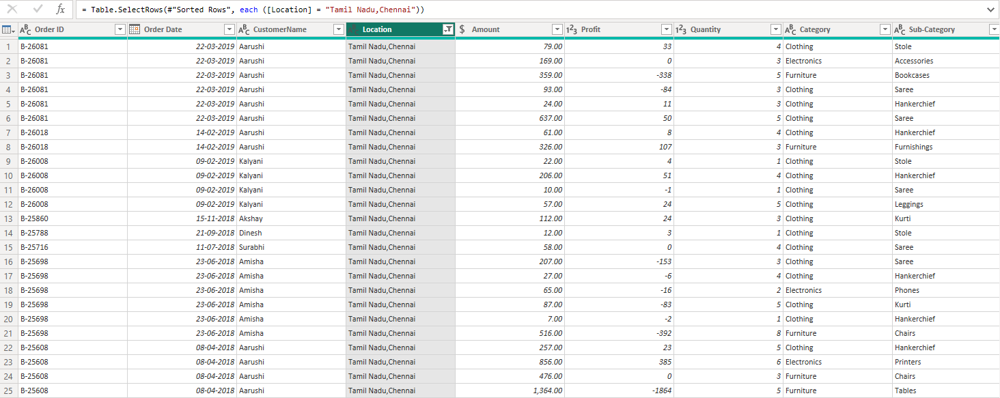 fx = Table.SelectRows(#"Sorted Rows", each ([Location] = "Tamil Nadu,Chennai"))
ABC Order ID Order Date ABC CustomerName Location $ Amount 123 Profit 123 Quantity ABC Category ABC Sub-Category
1 B-26081 22-03-2019 Aarushi Tamil Nadu,Chennai 79.00 33 4 Clothing Stole
2 B-26081 22-03-2019 Aarushi Tamil Nadu,Chennai 169.00 0 3 Electronics Accessories
3 B-26081 22-03-2019 Aarushi Tamil Nadu,Chennai 359.00 -338 5 Furniture Bookcases
4 B-26081 22-03-2019 Aarushi Tamil Nadu,Chennai 93.00 -84 3 Clothing Saree
5 B-26081 22-03-2019 Aarushi Tamil Nadu,Chennai 24.00 11 3 Clothing Hankerchief
6 B-26081 22-03-2019 Aarushi Tamil Nadu,Chennai 637.00 50 5 Clothing Saree
7 B-26018 14-02-2019 Aarushi Tamil Nadu,Chennai 61.00 8 4 Clothing Hankerchief
8 B-26018 14-02-2019 Aarushi Tamil Nadu,Chennai 326.00 107 3 Furniture Furnishings
9 B-26008 09-02-2019 Kalyani Tamil Nadu,Chennai 22.00 4 1 Clothing Stole
10 B-26008 09-02-2019 Kalyani Tamil Nadu,Chennai 206.00 51 4 Clothing Hankerchief
11 B-26008 09-02-2019 Kalyani Tamil Nadu,Chennai 10.00 -1 1 Clothing Saree
12 B-26008 09-02-2019 Kalyani Tamil Nadu,Chennai 57.00 24 5 Clothing Leggings
13 B-25860 15-11-2018 Akshay Tamil Nadu,Chennai 112.00 24 3 Clothing Kurti
14 B-25788 21-09-2018 Dinesh Tamil Nadu,Chennai 12.00 3 1 Clothing Stole
15 B-25716 11-07-2018 Surabhi Tamil Nadu,Chennai 58.00 0 4 Clothing Saree
16 B-25698 23-06-2018 Amisha Tamil Nadu,Chennai 207.00 -153 3 Clothing Saree
17 B-25698 23-06-2018 Amisha Tamil Nadu,Chennai 27.00 -6 4 Clothing Hankerchief
18 B-25698 23-06-2018 Amisha Tamil Nadu,Chennai 65.00 -16 2 Electronics Phones
19 B-25698 23-06-2018 Amisha Tamil Nadu,Chennai 87.00 -83 5 Clothing Kurti
20 B-25698 23-06-2018 Amisha Tamil Nadu,Chennai 7.00 -2 1 Clothing Hankerchief
21 B-25698 23-06-2018 Amisha Tamil Nadu,Chennai 516.00 -392 8 Furniture Chairs
22 B-25608 08-04-2018 Aarushi Tamil Nadu,Chennai 257.00 23 5 Clothing Hankerchief
23 B-25608 08-04-2018 Aarushi Tamil Nadu,Chennai 856.00 385 6 Electronics Printers
24 B-25608 08-04-2018 Aarushi Tamil Nadu,Chennai 476.00 0 3 Furniture Chairs
25 B-25608 08-04-2018 Aarushi Tamil Nadu,Chennai 1,364.00 -1864 5 Furniture Tables